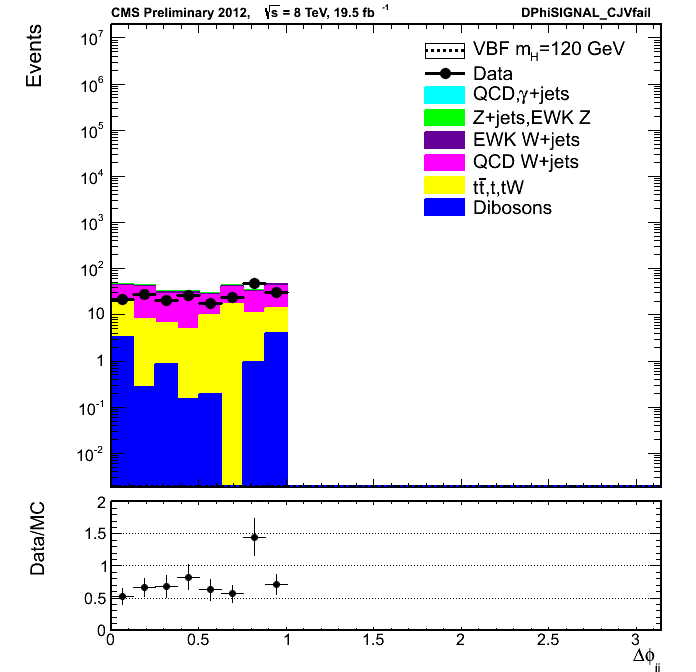 CMS Preliminary 2012, √s = 8 TeV, 19.5 fb⁻¹ DPhiSIGNAL_CJVfail
Events
10⁷
10⁶
10⁵
10⁴
10³
10²
10
1
10⁻¹
10⁻²
VBF m_H=120 GeV
Data
QCD,γ+jets
Z+jets,EWK Z
EWK W+jets
QCD W+jets
tt̄,t,tW
Dibosons
Data/MC
2
1.5
1
0.5
0
0 0.5 1 1.5 2 2.5 3
Δϕ_jj